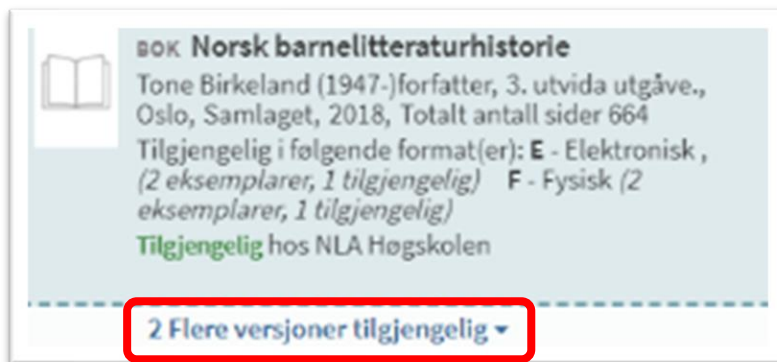 BOK Norsk barnelitteraturhistorie
Tone Birkeland (1947-)forfatter, 3. utvida utgåve.,
Oslo, Samlaget, 2018, Totalt antall sider 664
Tilgjengelig i følgende format(er): E - Elektronisk ,
(2 eksemplarer, 1 tilgjengelig) F - Fysisk (2
eksemplarer, 1 tilgjengelig)
Tilgjengelig hos NLA Høgskolen
2 Flere versjoner tilgjengelig